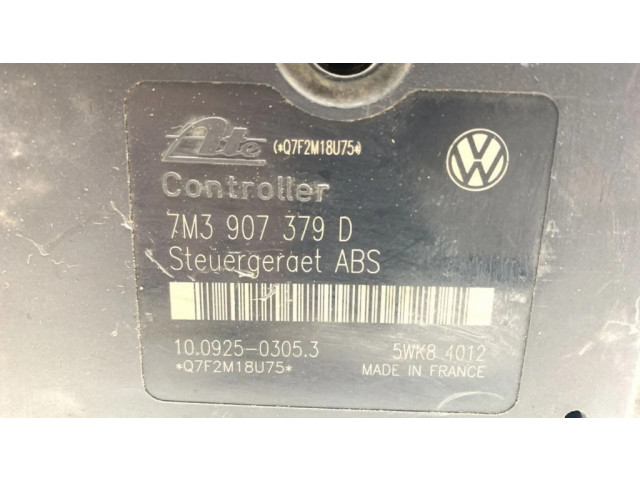 Ate (*Q7F2M18U75*)
Controller
7M3 907 379 D
Steuergeraet ABS
10.0925-0305.3 5WK8 4012
*Q7F2M18U75* MADE IN FRANCE